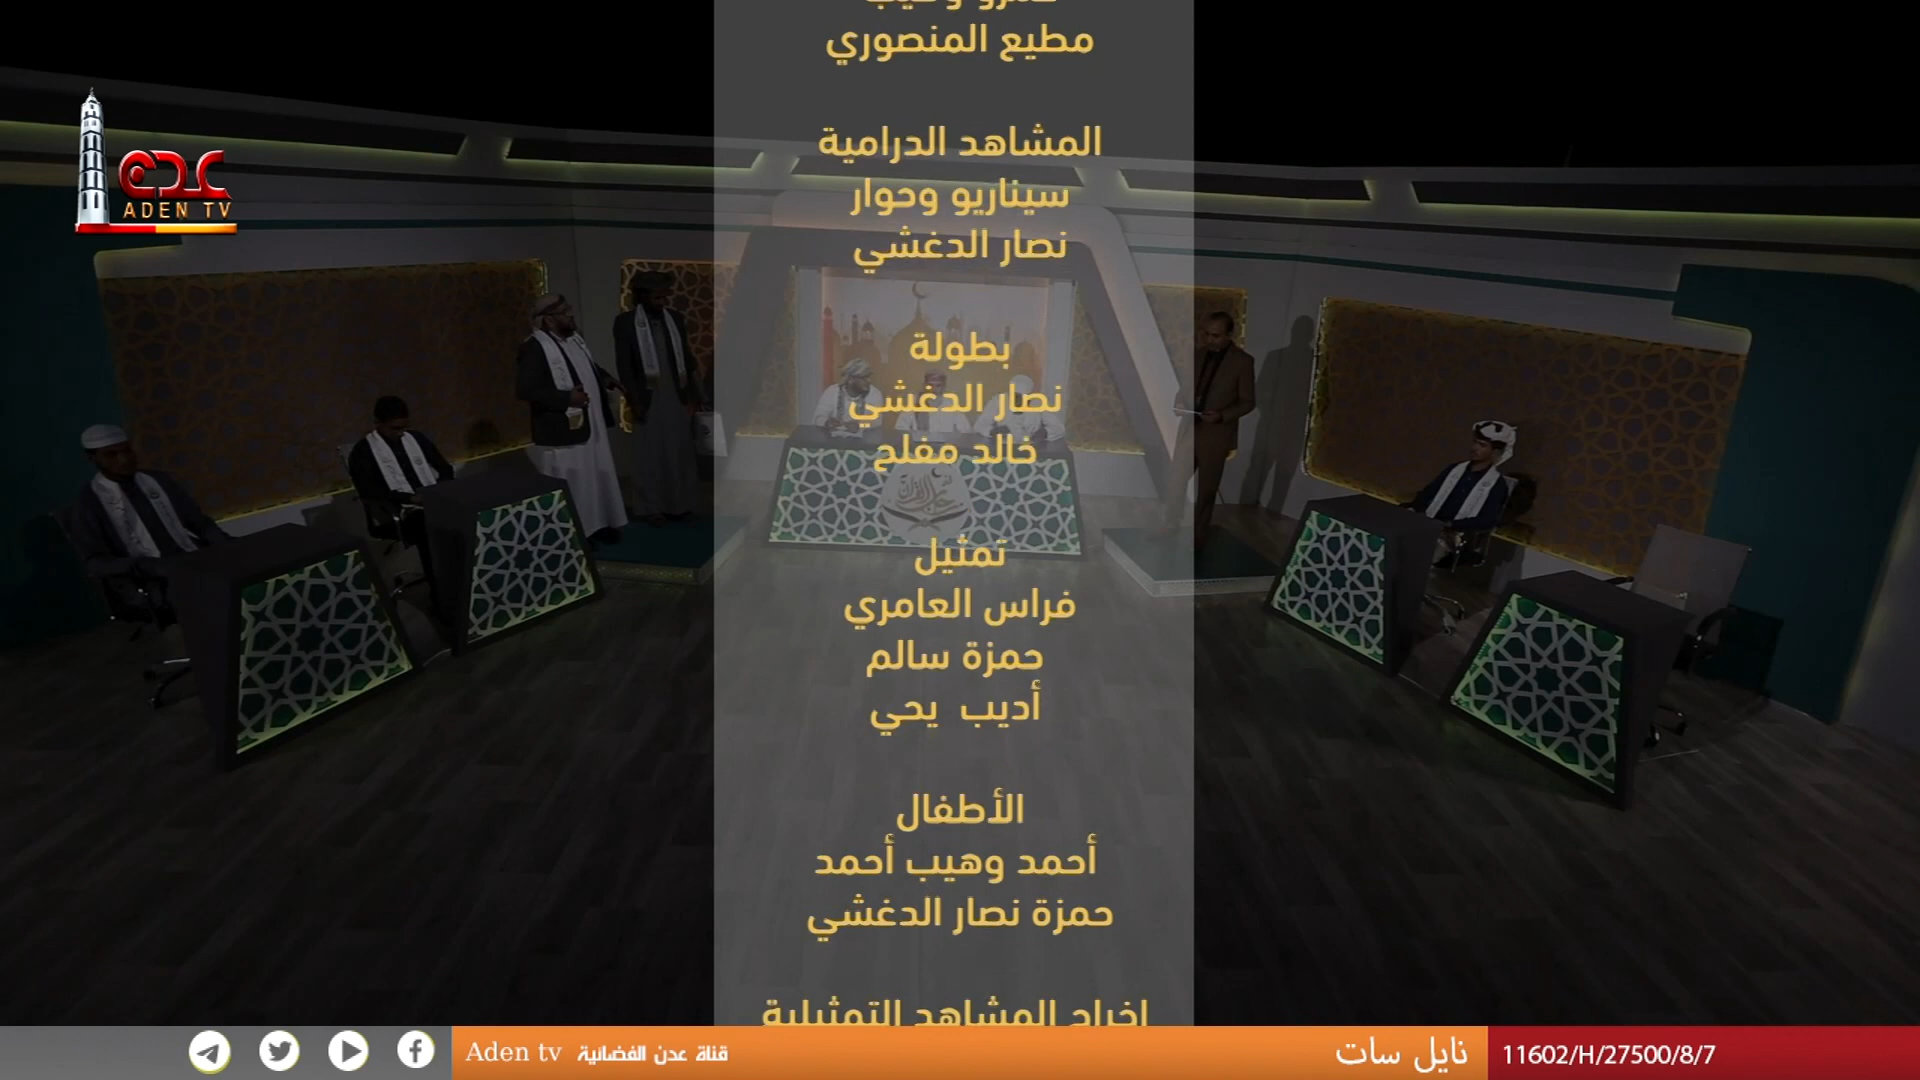 مطيع المنصوري
المشاهد الدرامية
سيناريو وحوار
نصار الدغشي
بطولة
نصار الدغشي
خالد مفلح
تمثيل
فراس العامري
حمزة سالم
أديب يحي
الأطفال
أحمد وهيب أحمد
حمزة نصار الدغشي
اخراج المشاهد التمثيلية
عدن
ADEN TV
Aden tv قناة عدن الفضائية
نايل سات
11602/H/27500/8/7